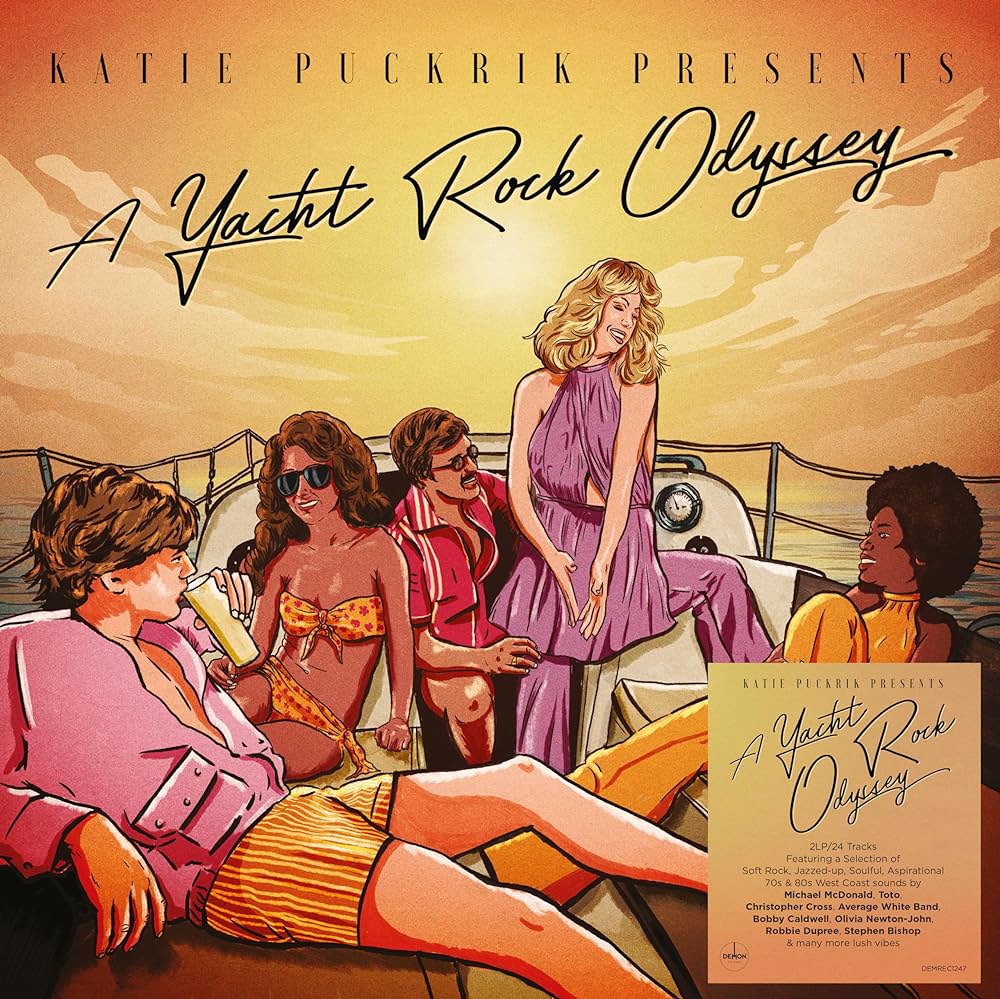 KATIE PUCKRIK PRESENTS
A Yacht Rock Odyssey
KATIE PUCKRIK PRESENTS
A Yacht Rock
Odyssey
2LP/24 Tracks
Featuring a Selection of
Soft Rock, Jazzed-up, Soulful, Aspirational
70s & 80s West Coast sounds by
Michael McDonald, Toto,
Christopher Cross, Average White Band,
Bobby Caldwell, Olivia Newton-John,
Robbie Dupree, Stephen Bishop
& many more lush vibes
DEMON
DEMREC1247